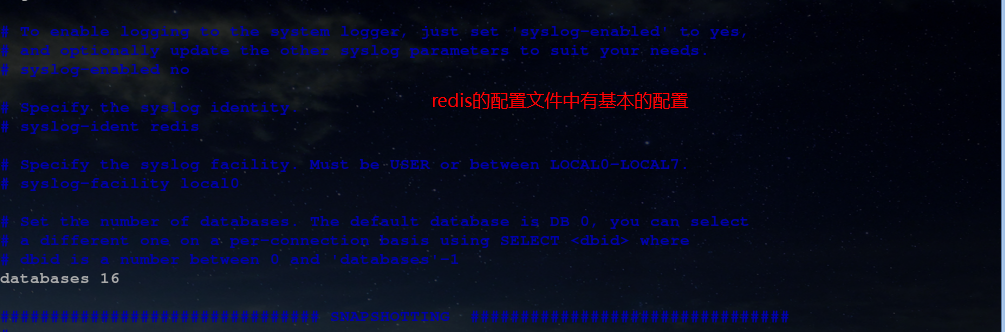 # To enable logging to the system logger, just set 'syslog-enabled' to yes,
# and optionally update the other syslog parameters to suit your needs.
# syslog-enabled no
redis的配置文件中有基本的配置
# Specify the syslog identity.
# syslog-ident redis
# Specify the syslog facility. Must be USER or between LOCAL0-LOCAL7.
# syslog-facility local0
# Set the number of databases. The default database is DB 0, you can select
# a different one on a per-connection basis using SELECT <dbid> where
# dbid is a number between 0 and 'databases'-1
databases 16
################################ SNAPSHOTTING ################################
#